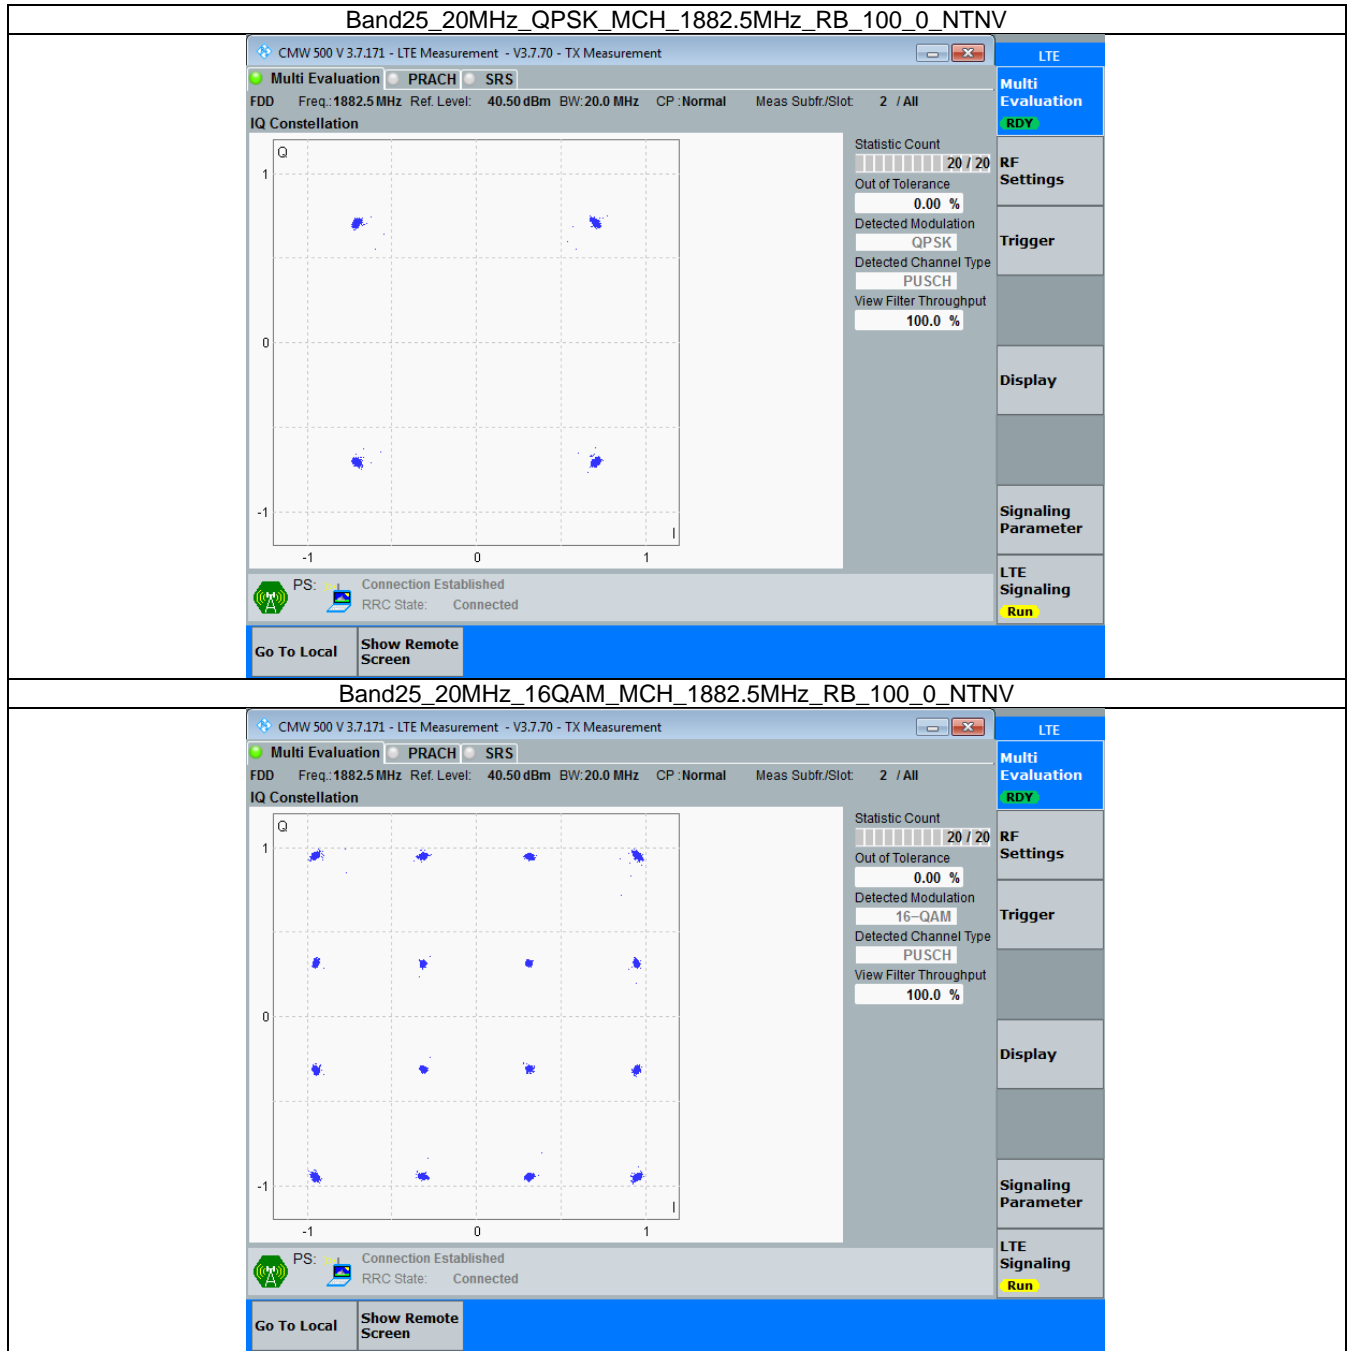 Band25_20MHz_QPSK_MCH_1882.5MHz_RB_100_0_NTNV
CMW 500 V 3.7.171 - LTE Measurement - V3.7.70 - TX Measurement
LTE
Multi Evaluation PRACH SRS
Multi
Evaluation
RDY
FDD Freq.:1882.5 MHz Ref. Level: 40.50 dBm BW:20.0 MHz CP :Normal Meas Subfr./Slot: 2 / All
IQ Constellation
Q
1
0
-1
-1 0 1
I
Statistic Count
20 / 20
Out of Tolerance
0.00 %
Detected Modulation
QPSK
Detected Channel Type
PUSCH
View Filter Throughput
100.0 %
RF
Settings
Trigger
Display
Signaling
Parameter
LTE
Signaling
Run
PS: Connection Established
RRC State: Connected
Go To Local
Show Remote
Screen
Band25_20MHz_16QAM_MCH_1882.5MHz_RB_100_0_NTNV
CMW 500 V 3.7.171 - LTE Measurement - V3.7.70 - TX Measurement
LTE
Multi Evaluation PRACH SRS
Multi
Evaluation
RDY
FDD Freq.:1882.5 MHz Ref. Level: 40.50 dBm BW:20.0 MHz CP :Normal Meas Subfr./Slot: 2 / All
IQ Constellation
Q
1
0
-1
-1 0 1
I
Statistic Count
20 / 20
Out of Tolerance
0.00 %
Detected Modulation
16-QAM
Detected Channel Type
PUSCH
View Filter Throughput
100.0 %
RF
Settings
Trigger
Display
Signaling
Parameter
LTE
Signaling
Run
PS: Connection Established
RRC State: Connected
Go To Local
Show Remote
Screen